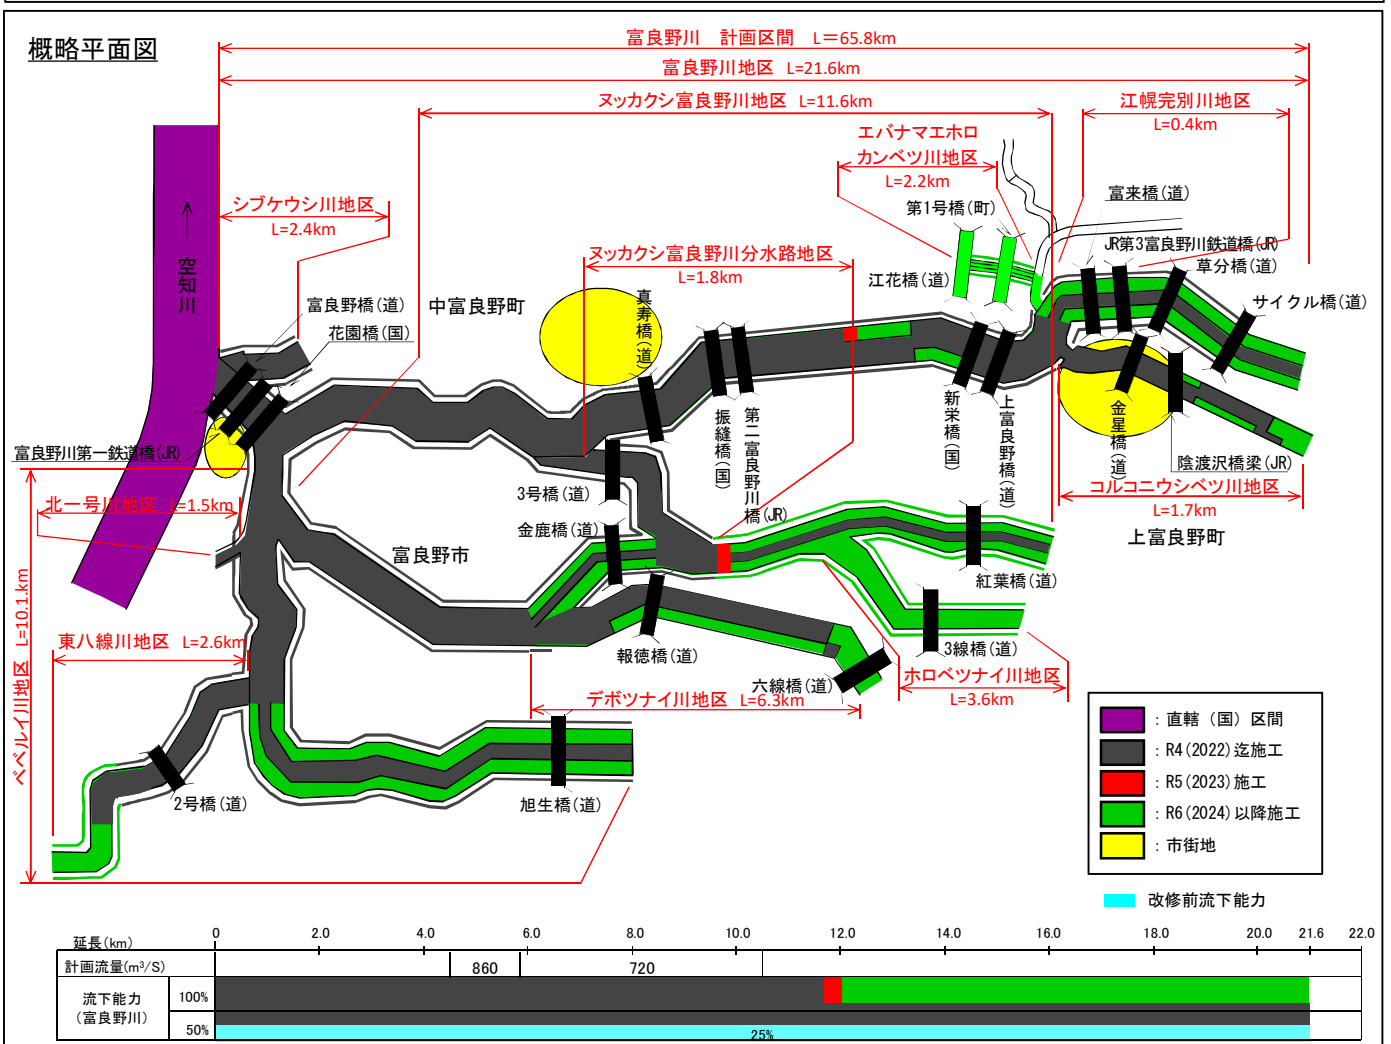 概略平面図
富良野川　計画区間　L=65.8km
富良野川地区 L=21.6km
ヌッカクシ富良野川地区 L=11.6km
江幌完別川地区
L=0.4km
エバナマエホロ
カンベツ川地区
L=2.2km
シブケウシ川地区
L=2.4km
富来橋(道)
第1号橋(町)
JR第3富良野川鉄道橋(JR)
草分橋(道)
ヌッカクシ富良野川分水路地区
L=1.8km
江花橋(道)
サイクル橋(道)
空知川
富良野橋(道)
花園橋(国)
中富良野町
真寿橋(道)
振縫橋(国)
第二富良野川橋(JR)
新栄橋(国)
上富良野橋(道)
金星橋(道)
富良野川第一鉄道橋(JR)
陰渡沢橋梁(JR)
コルコニウシベツ川地区
L=1.7km
上富良野町
3号橋(道)
北一号川地区 L=1.5km
金鹿橋(道)
富良野市
紅葉橋(道)
東八線川地区 L=2.6km
報徳橋(道)
3線橋(道)
六線橋(道)
ホロベツナイ川地区
L=3.6km
デボツナイ川地区 L=6.3km
ベベルイ川地区 L=10.1.km
2号橋(道)
旭生橋(道)
：直轄（国）区間
：R4(2022)迄施工
：R5(2023)施工
：R6(2024)以降施工
：市街地
改修前流下能力
延長(km) 0 2.0 4.0 6.0 8.0 10.0 12.0 14.0 16.0 18.0 20.0 21.6 22.0
計画流量(m³/S) 860 720
流下能力
(富良野川)
100%
50%
25%